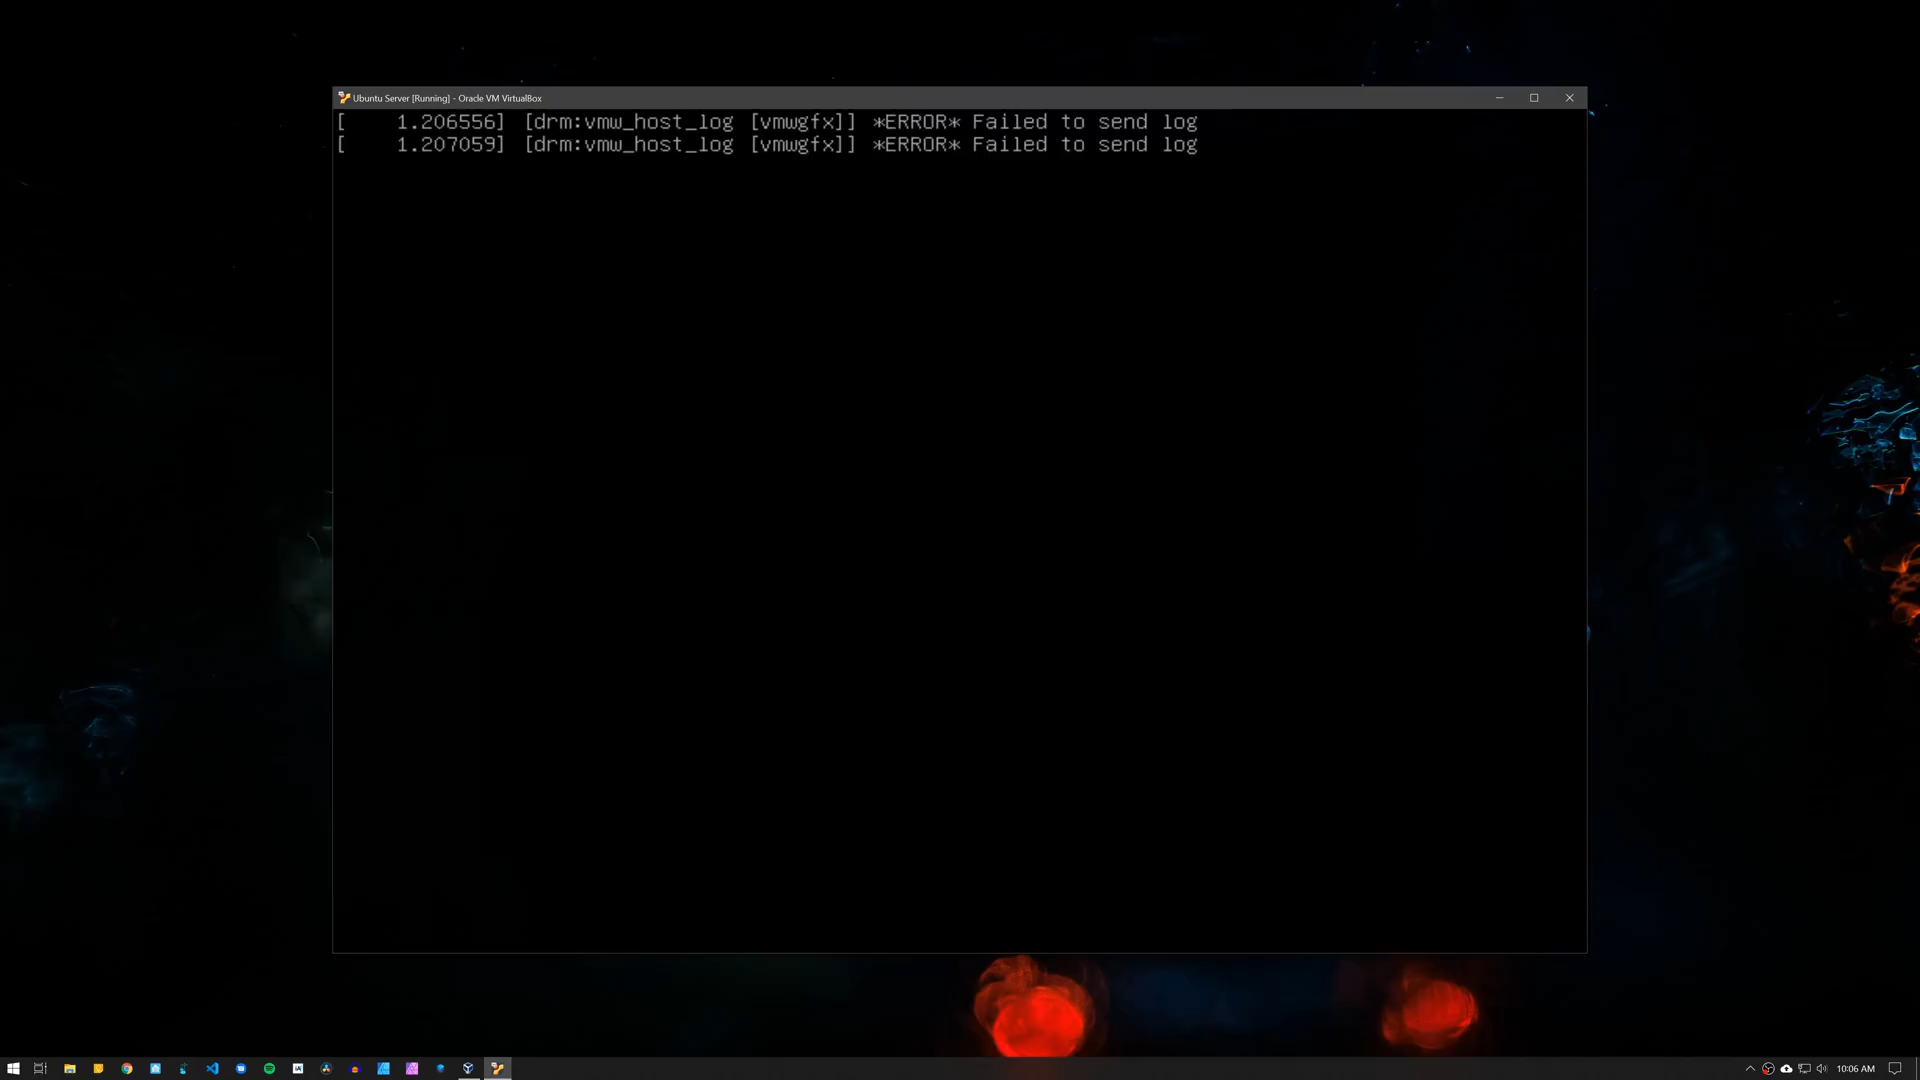 Ubuntu Server [Running] - Oracle VM VirtualBox
[    1.206556] [drm:vmw_host_log [vmwgfx]] *ERROR* Failed to send log
[    1.207059] [drm:vmw_host_log [vmwgfx]] *ERROR* Failed to send log
10:06 AM